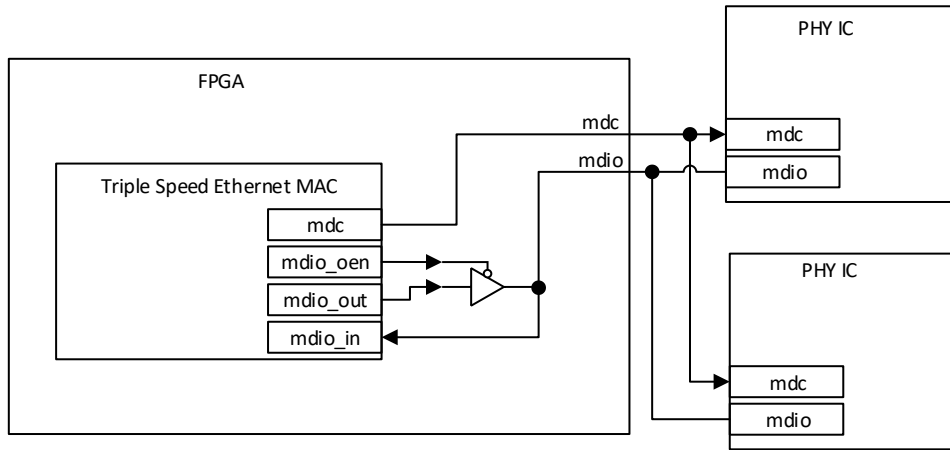 PHY IC
FPGA
mdc
mdc
mdio
mdio
Triple Speed Ethernet MAC
mdc
mdio_oen
mdio_out
mdio_in
PHY IC
mdc
mdio